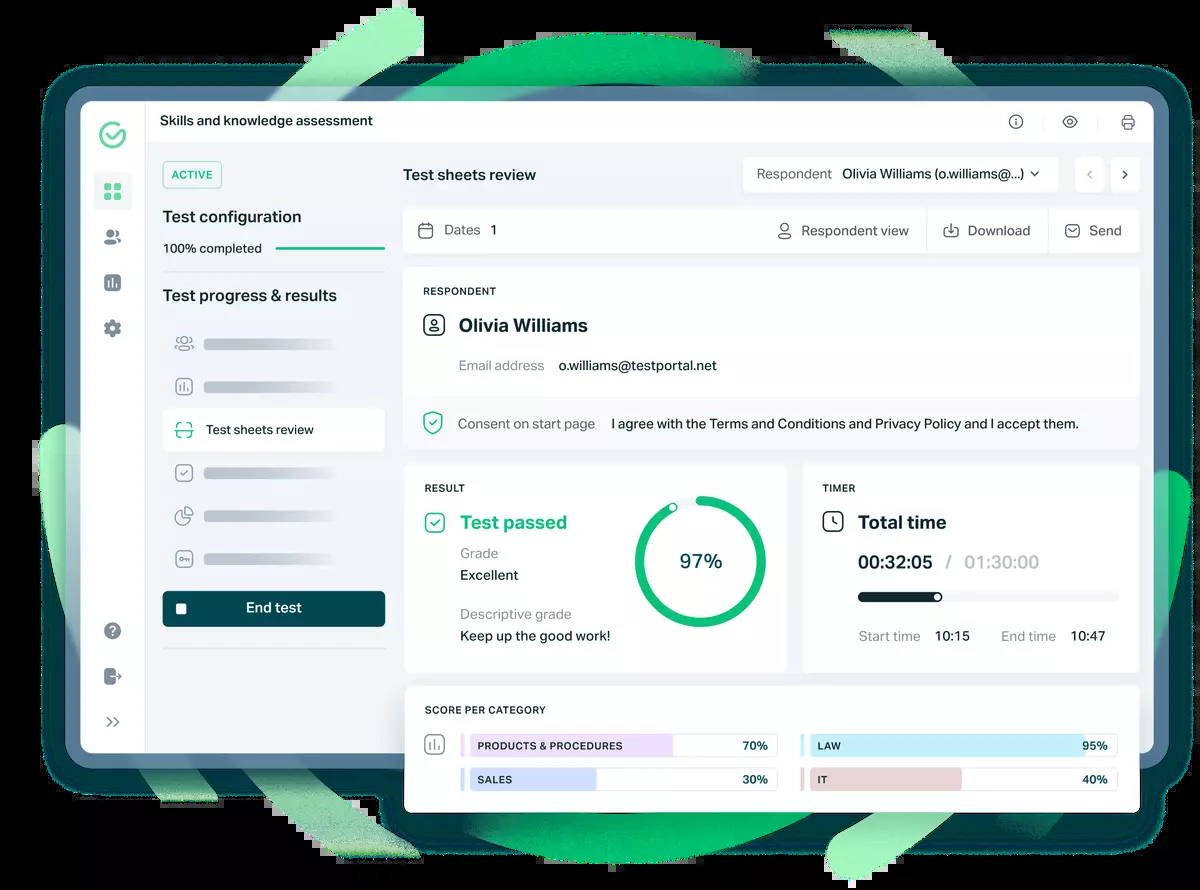 Skills and knowledge assessment
ACTIVE
Test configuration
100% completed
Test progress & results
Test sheets review
End test
Test sheets review
Respondent Olivia Williams (o.williams@...)
Dates 1
Respondent view
Download
Send
RESPONDENT
Olivia Williams
Email address o.williams@testportal.net
Consent on start page I agree with the Terms and Conditions and Privacy Policy and I accept them.
RESULT
Test passed
Grade
Excellent
Descriptive grade
Keep up the good work!
97%
TIMER
Total time
00:32:05 / 01:30:00
Start time 10:15 End time 10:47
SCORE PER CATEGORY
PRODUCTS & PROCEDURES 70%
LAW 95%
SALES 30%
IT 40%